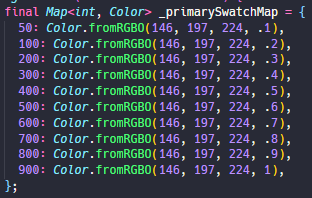 final Map<int, Color> _primarySwatchMap = {
50: Color.fromRGBO(146, 197, 224, .1),
100: Color.fromRGBO(146, 197, 224, .2),
200: Color.fromRGBO(146, 197, 224, .3),
300: Color.fromRGBO(146, 197, 224, .4),
400: Color.fromRGBO(146, 197, 224, .5),
500: Color.fromRGBO(146, 197, 224, .6),
600: Color.fromRGBO(146, 197, 224, .7),
700: Color.fromRGBO(146, 197, 224, .8),
800: Color.fromRGBO(146, 197, 224, .9),
900: Color.fromRGBO(146, 197, 224, 1),
};